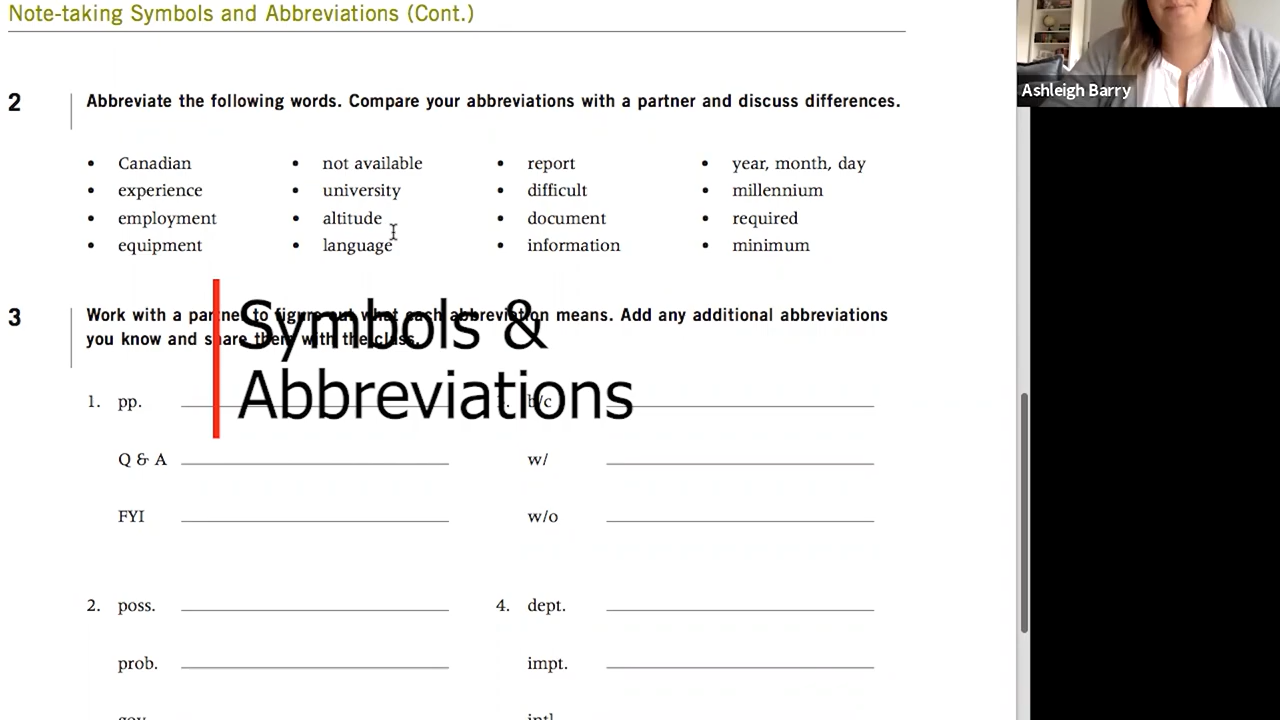 Note-taking Symbols and Abbreviations (Cont.)
Ashleigh Barry
2 Abbreviate the following words. Compare your abbreviations with a partner and discuss differences.
• Canadian • not available • report • year, month, day
• experience • university • difficult • millennium
• employment • altitude • document • required
• equipment • language • information • minimum
3 Work with a partner to figure out what each abbreviation means. Add any additional abbreviations
you know and share them with the class.
Symbols &
Abbreviations
1. pp. 3. b/c
Q & A w/
FYI w/o
2. poss. 4. dept.
prob. impt.
gov. intl.